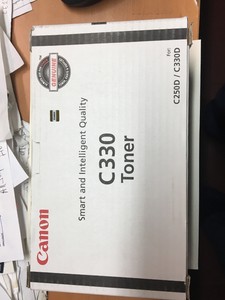 Canon
Smart and Intelligent Quality
C330
Toner
GENUINE
For
C250D / C330D